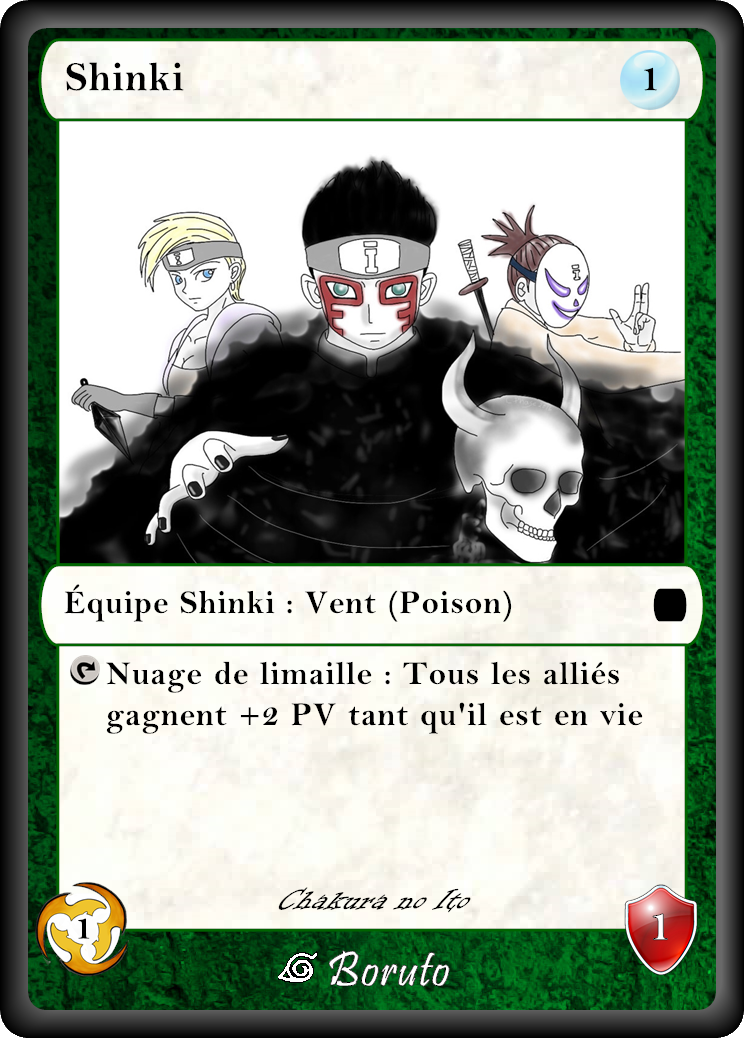 Shinki
1
Équipe Shinki : Vent (Poison)
Nuage de limaille : Tous les alliés
gagnent +2 PV tant qu'il est en vie
Chakura no Ito
1
1
Boruto